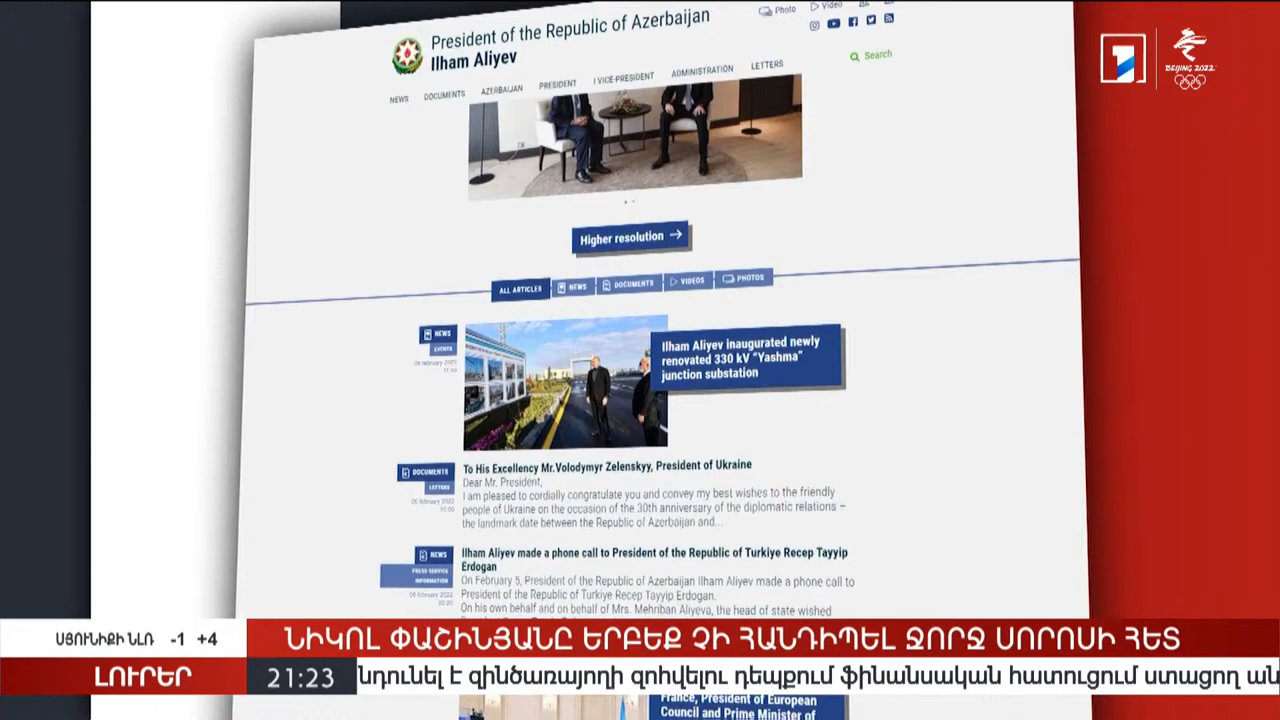 President of the Republic of Azerbaijan
Ilham Aliyev
Photo
Video
Search
NEWS
DOCUMENTS
AZERBAIJAN
PRESIDENT
I VICE-PRESIDENT
ADMINISTRATION
LETTERS
BEIJING 2022
Higher resolution
ALL ARTICLES
NEWS
DOCUMENTS
VIDEOS
PHOTOS
NEWS
EVENTS
Ilham Aliyev inaugurated newly
renovated 330 kV “Yashma”
junction substation
DOCUMENTS
LETTERS
To His Excellency Mr.Volodymyr Zelenskyy, President of Ukraine
Dear Mr. President,
I am pleased to cordially congratulate you and convey my best wishes to the friendly
people of Ukraine on the occasion of the 30th anniversary of the diplomatic relations –
the landmark date between the Republic of Azerbaijan and...
NEWS
PRESS SERVICE
INFORMATION
Ilham Aliyev made a phone call to President of the Republic of Turkiye Recep Tayyip
Erdogan
On February 5, President of the Republic of Azerbaijan Ilham Aliyev made a phone call to
President of the Republic of Turkiye Recep Tayyip Erdogan.
On his own behalf and on behalf of Mrs. Mehriban Aliyeva, the head of state wished
ՍՅՈՒՆԻՔԻ ՆԼՌ -1 +4
ՆԻԿՈԼ ՓԱՇԻՆՅԱՆԸ ԵՐԲԵՔ ՉԻ ՀԱՆԴԻՊԵԼ ՋՈՐՋ ՍՈՐՈՍԻ ՀԵՏ
ԼՈՒՐԵՐ
21:23
նդունել է զինծառայողի զոհվելու դեպքում ֆինանսական հատուցում ստացող ան
France, President of European
Council and Prime Minister of